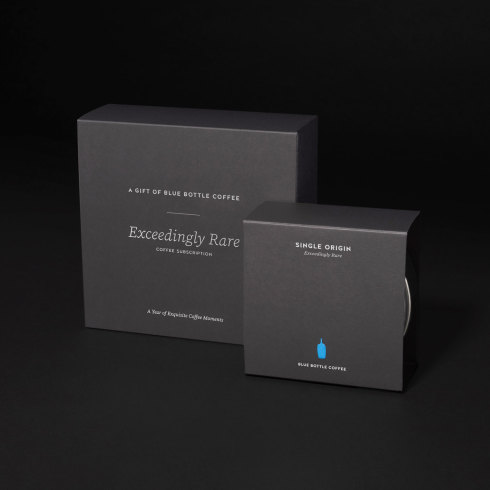 A GIFT OF BLUE BOTTLE COFFEE
Exceedingly Rare
COFFEE SUBSCRIPTION
A Year of Exquisite Coffee Moments
SINGLE ORIGIN
Exceedingly Rare
BLUE BOTTLE COFFEE